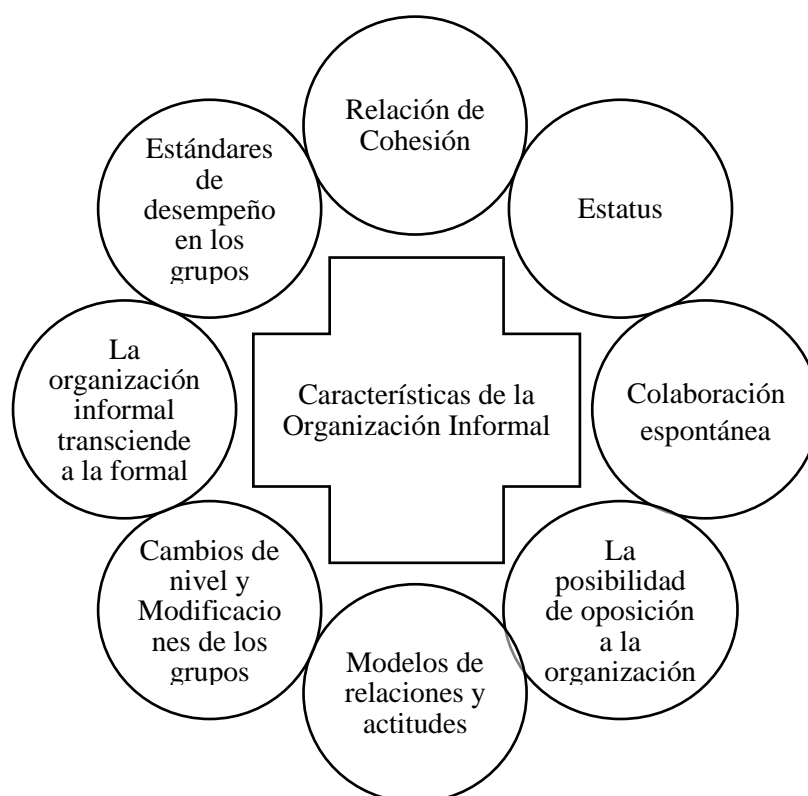 Relación de
Cohesión
Estatus
Colaboración
espontánea
La
posibilidad
de oposición
a la
organización
Modelos de
relaciones y
actitudes
Cambios de
nivel y
Modificacio
nes de los
grupos
La
organización
informal
transciende
a la formal
Estándares
de
desempeño
en los
grupos
Características de la
Organización Informal